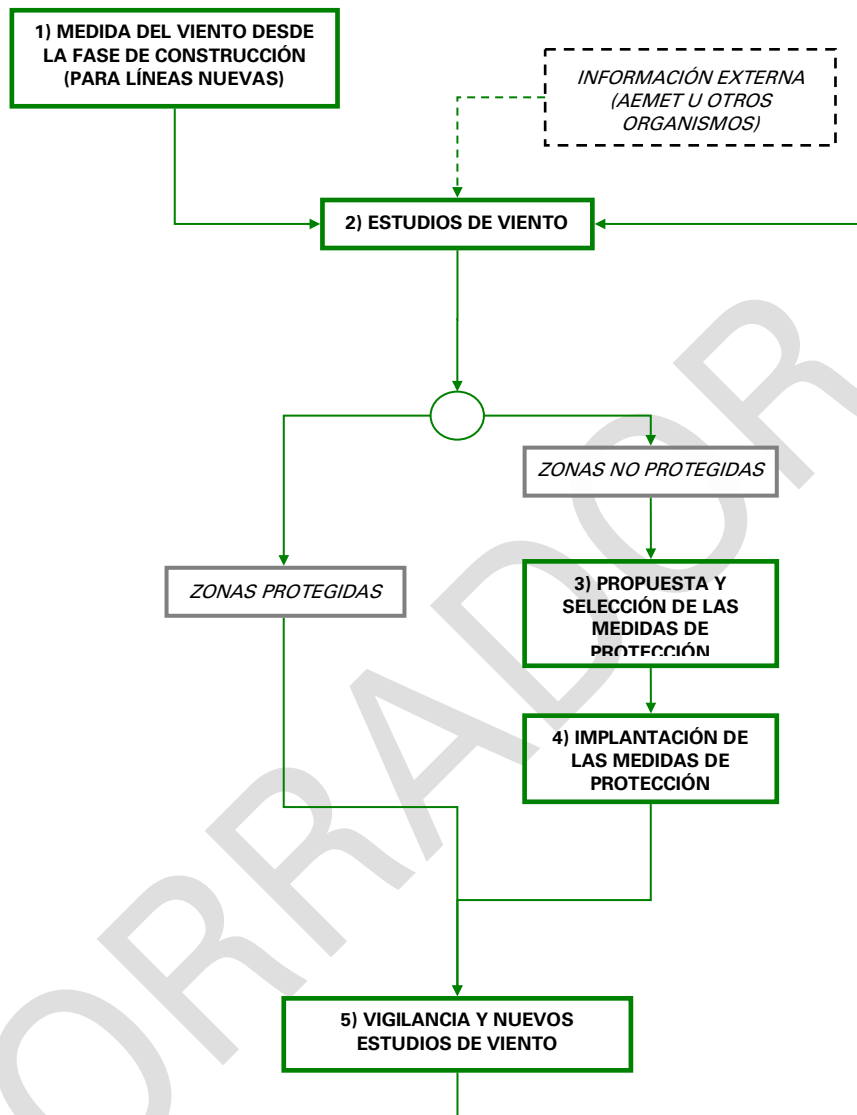 1) MEDIDA DEL VIENTO DESDE
LA FASE DE CONSTRUCCIÓN
(PARA LÍNEAS NUEVAS)
INFORMACIÓN EXTERNA
(AEMET U OTROS
ORGANISMOS)
2) ESTUDIOS DE VIENTO
ZONAS NO PROTEGIDAS
ZONAS PROTEGIDAS
3) PROPUESTA Y
SELECCIÓN DE LAS
MEDIDAS DE
PROTECCIÓN
4) IMPLANTACIÓN DE
LAS MEDIDAS DE
PROTECCIÓN
5) VIGILANCIA Y NUEVOS
ESTUDIOS DE VIENTO
ORRADOR